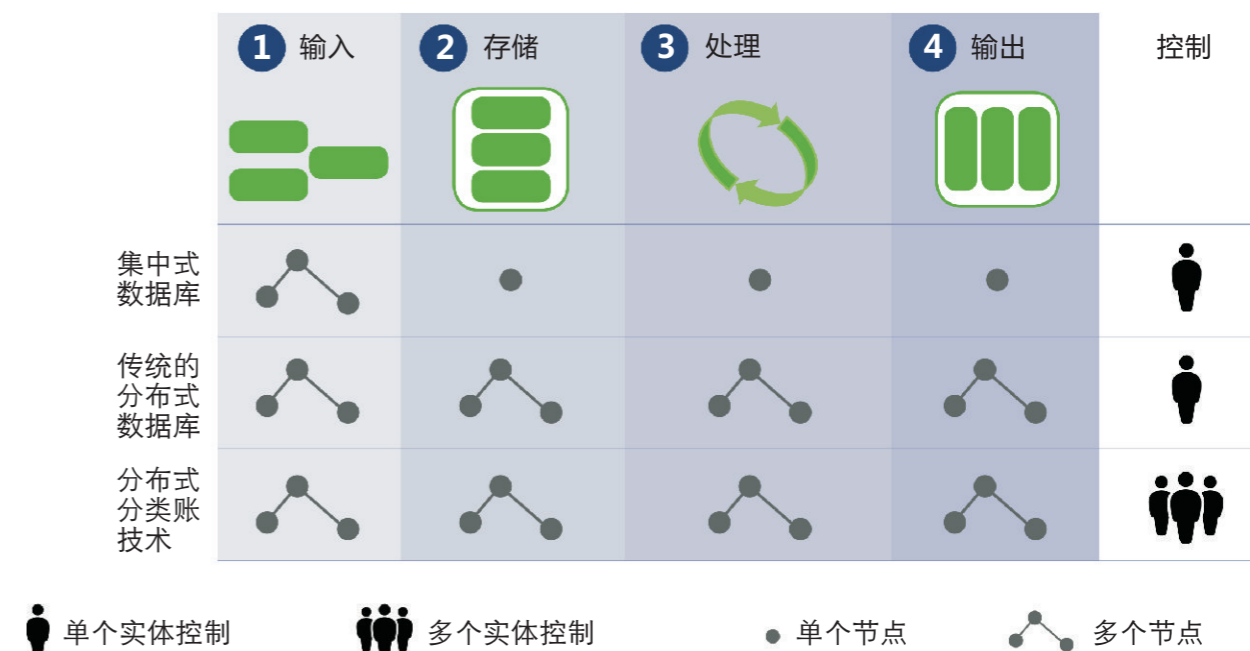 1 输入 2 存储 3 处理 4 输出 控制
集中式
数据库
传统的
分布式
数据库
分布式
分类账
技术
单个实体控制 多个实体控制 单个节点 多个节点